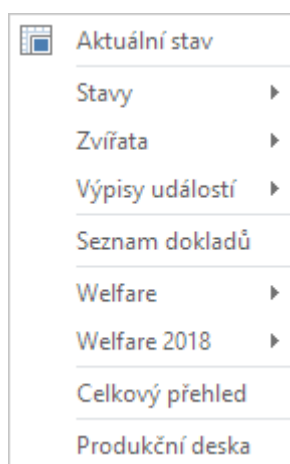 Aktuální stav
Stavy
Zvířata
Výpisy událostí
Seznam dokladů
Welfare
Welfare 2018
Celkový přehled
Produkční deska